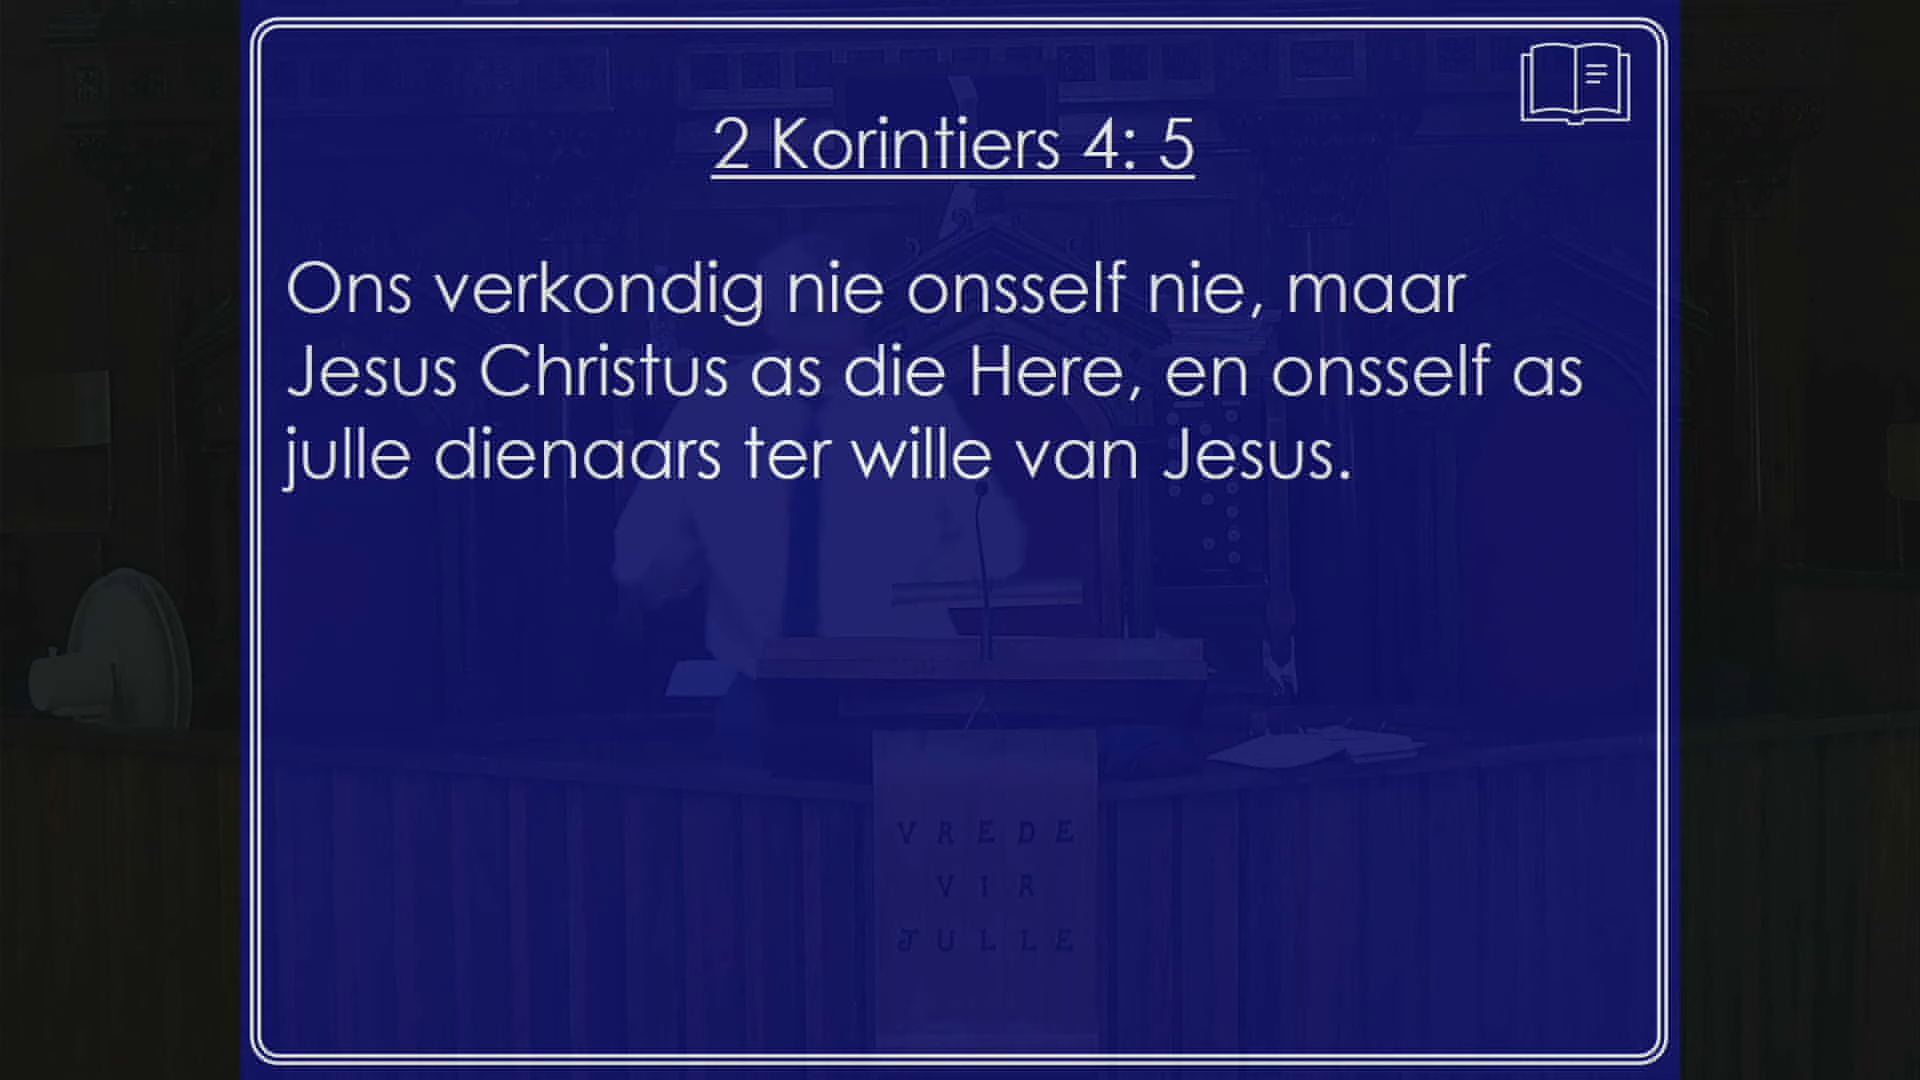 2 Korintiers 4: 5
Ons verkondig nie onsself nie, maar
Jesus Christus as die Here, en onsself as
julle dienaars ter wille van Jesus.
VREDE
VIR
JULLE